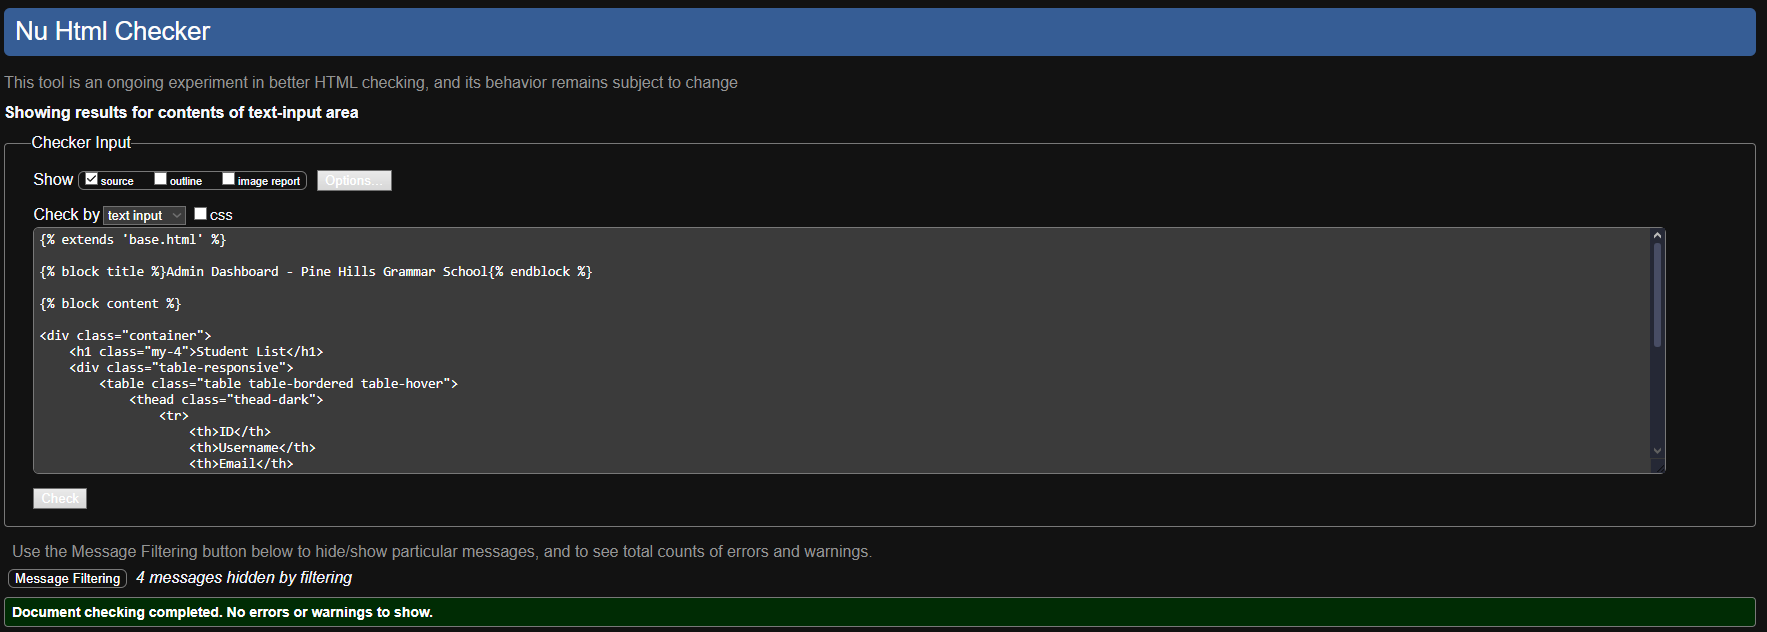 Nu Html Checker
This tool is an ongoing experiment in better HTML checking, and its behavior remains subject to change
Showing results for contents of text-input area
Checker Input
Show source outline image report Options...
Check by text input css
{% extends 'base.html' %}
{% block title %}Admin Dashboard - Pine Hills Grammar School{% endblock %}
{% block content %}
<div class="container">
<h1 class="my-4">Student List</h1>
<div class="table-responsive">
<table class="table table-bordered table-hover">
<thead class="thead-dark">
<tr>
<th>ID</th>
<th>Username</th>
<th>Email</th>
Check
Use the Message Filtering button below to hide/show particular messages, and to see total counts of errors and warnings.
Message Filtering 4 messages hidden by filtering
Document checking completed. No errors or warnings to show.